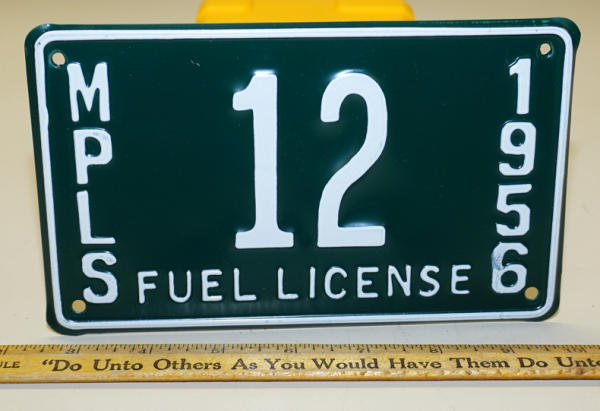 MPLS
12
1956
FUEL LICENSE
"Do Unto Others As You Would Have Them Do Unto